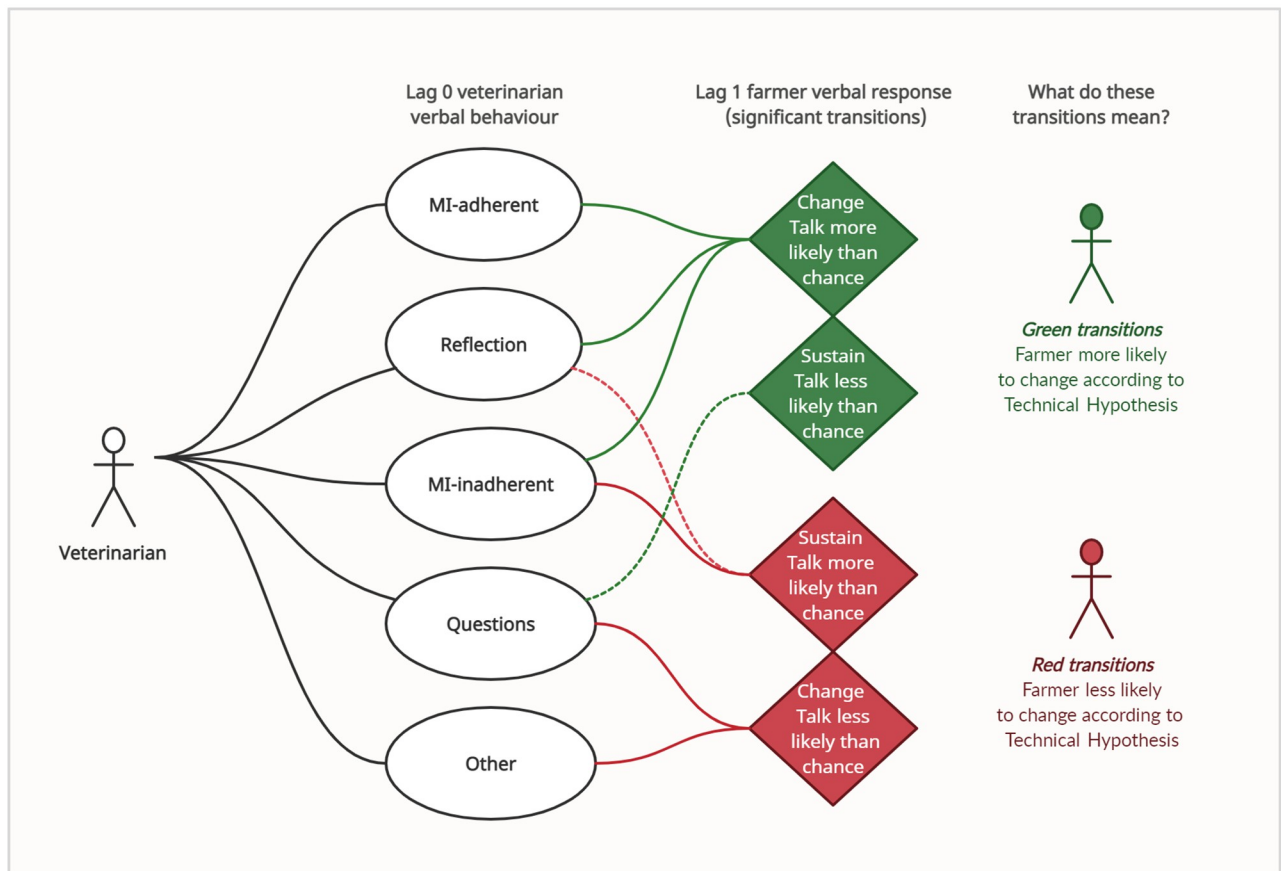 Lag 0 veterinarian
verbal behaviour
Lag 1 farmer verbal response
(significant transitions)
What do these
transitions mean?
MI-adherent
Reflection
MI-inadherent
Questions
Other
Veterinarian
Change
Talk more
likely than
chance
Sustain
Talk less
likely than
chance
Sustain
Talk more
likely than
chance
Change
Talk less
likely than
chance
Green transitions
Farmer more likely
to change according to
Technical Hypothesis
Red transitions
Farmer less likely
to change according to
Technical Hypothesis